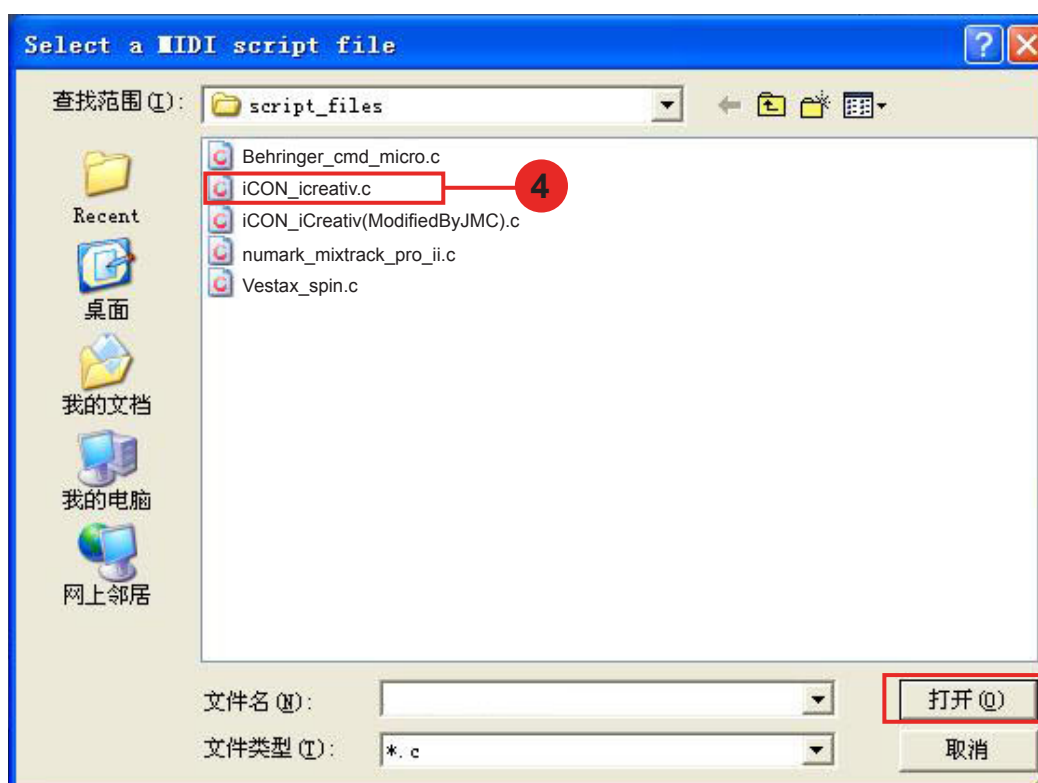 Select a MIDI script file
查找范围(I):
script_files
Behringer_cmd_micro.c
iCON_icreativ.c
4
iCON_iCreativ(ModifiedByJMC).c
numark_mixtrack_pro_ii.c
Vestax_spin.c
Recent
桌面
我的文档
我的电脑
网上邻居
文件名(N):
打开(O)
文件类型(T):
*.c
取消